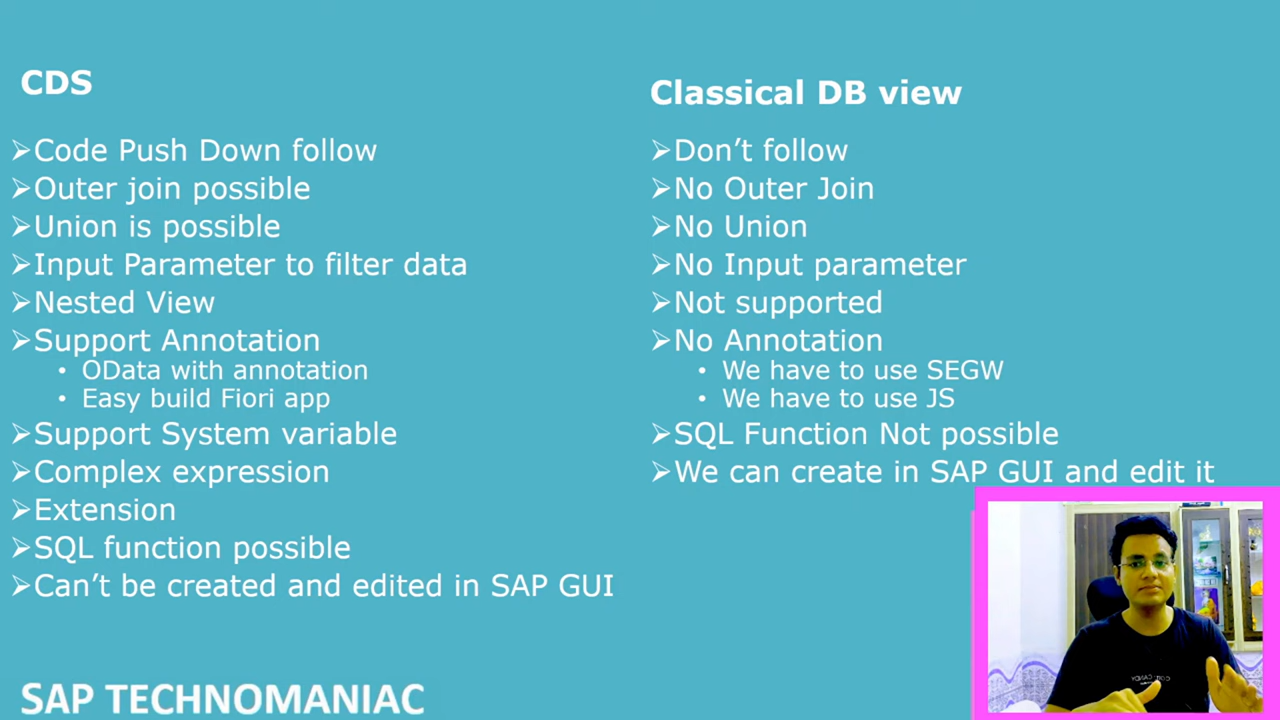 CDS
Code Push Down follow
Outer join possible
Union is possible
Input Parameter to filter data
Nested View
Support Annotation
OData with annotation
Easy build Fiori app
Support System variable
Complex expression
Extension
SQL function possible
Can’t be created and edited in SAP GUI
Classical DB view
Don’t follow
No Outer Join
No Union
No Input parameter
Not supported
No Annotation
We have to use SEGW
We have to use JS
SQL Function Not possible
We can create in SAP GUI and edit it
SAP TECHNOMANIAC